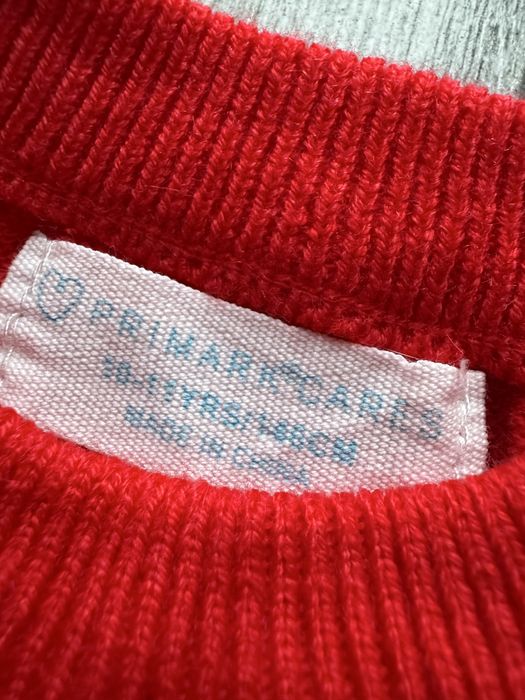 PRIMARK® CARES
10-11YRS/146CM
MADE IN CHINA